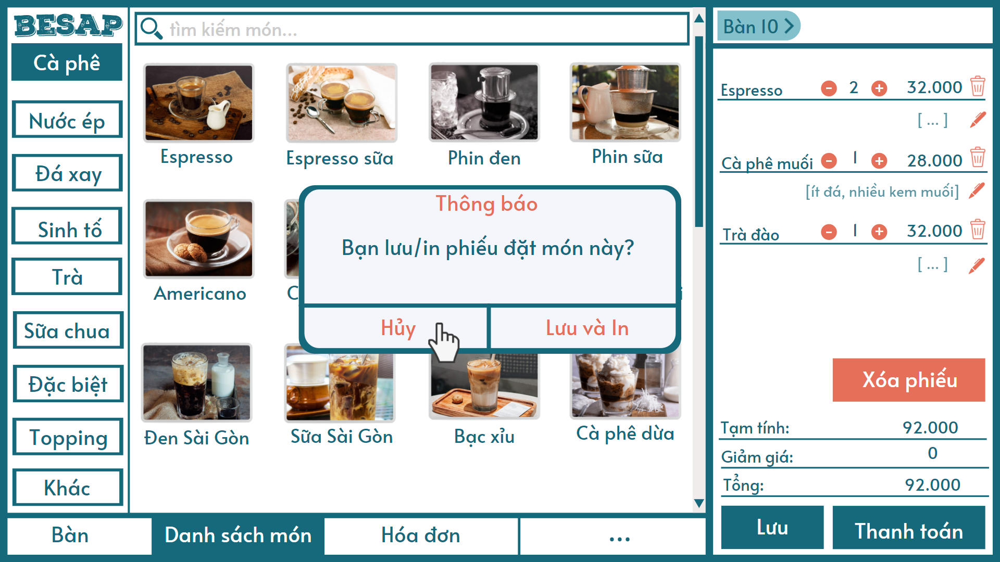 BESAP
Cà phê
Nước ép
Đá xay
Sinh tố
Trà
Sữa chua
Đặc biệt
Topping
Khác
tìm kiếm món...
Espresso
Espresso sữa
Phin đen
Phin sữa
Americano
C
i
Thông báo
Bạn lưu/in phiếu đặt món này?
Hủy
Lưu và In
Đen Sài Gòn
Sữa Sài Gòn
Bạc xỉu
Cà phê dừa
Bàn
Danh sách món
Hóa đơn
...
Bàn 10
Espresso - 2 + 32.000
[ ... ]
Cà phê muối - 1 + 28.000
[ít đá, nhiều kem muối]
Trà đào - 1 + 32.000
[ ... ]
Xóa phiếu
Tạm tính: 92.000
Giảm giá: 0
Tổng: 92.000
Lưu
Thanh toán